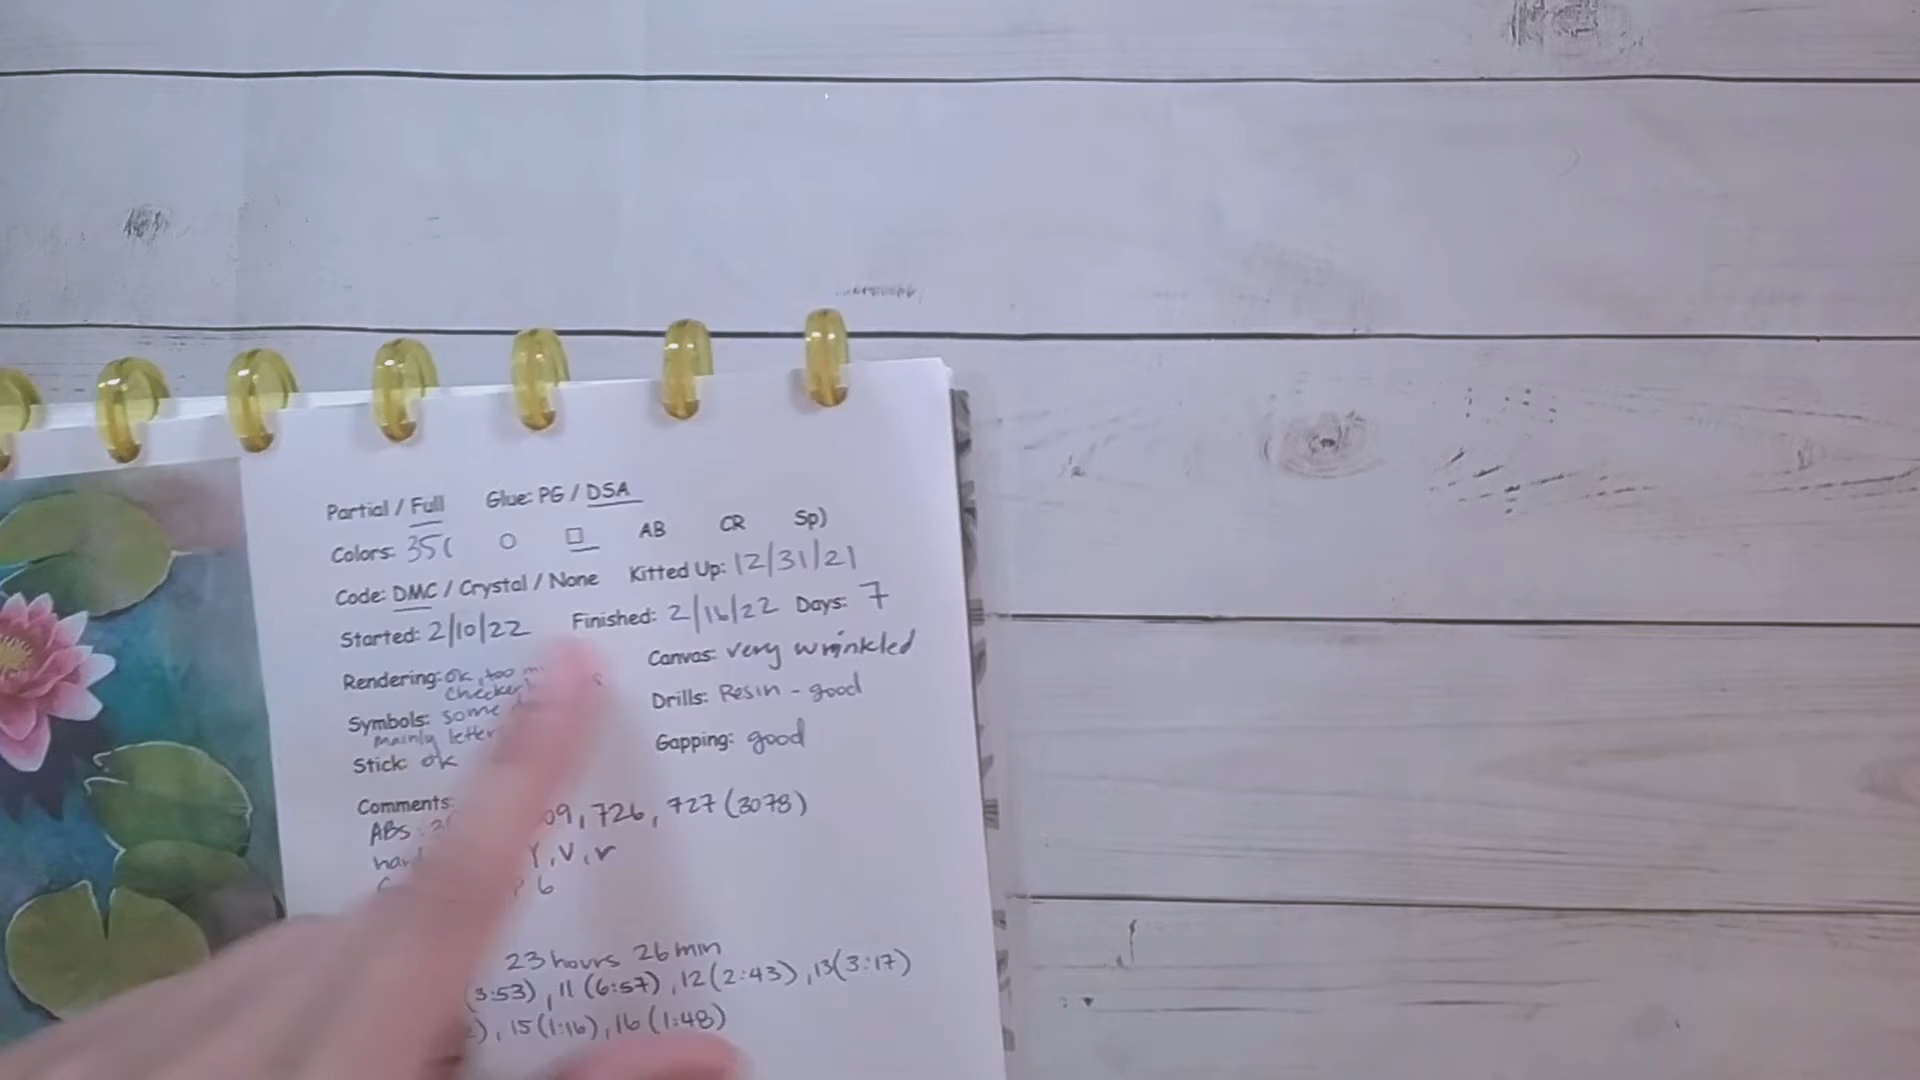 Partial / Full Glue: PG / DSA
Colors: 35( AB CR Sp)
Code: DMC / Crystal / None Kitted Up: 12/31/21
Started: 2/10/22 Finished: 2/16/22 Days: 7
Rendering: ok, too Canvas: very wrinkled
Symbols: some Drills: Resin - good
mainly letter
Stick: ok Gapping: good
Comments:
ABs: 09, 726, 727 (3078)
Y, V, r
6
23 hours 26 min
(3:53), 11 (6:57), 12 (2:43), 13 (3:17)
), 15 (1:16), 16 (1:48)